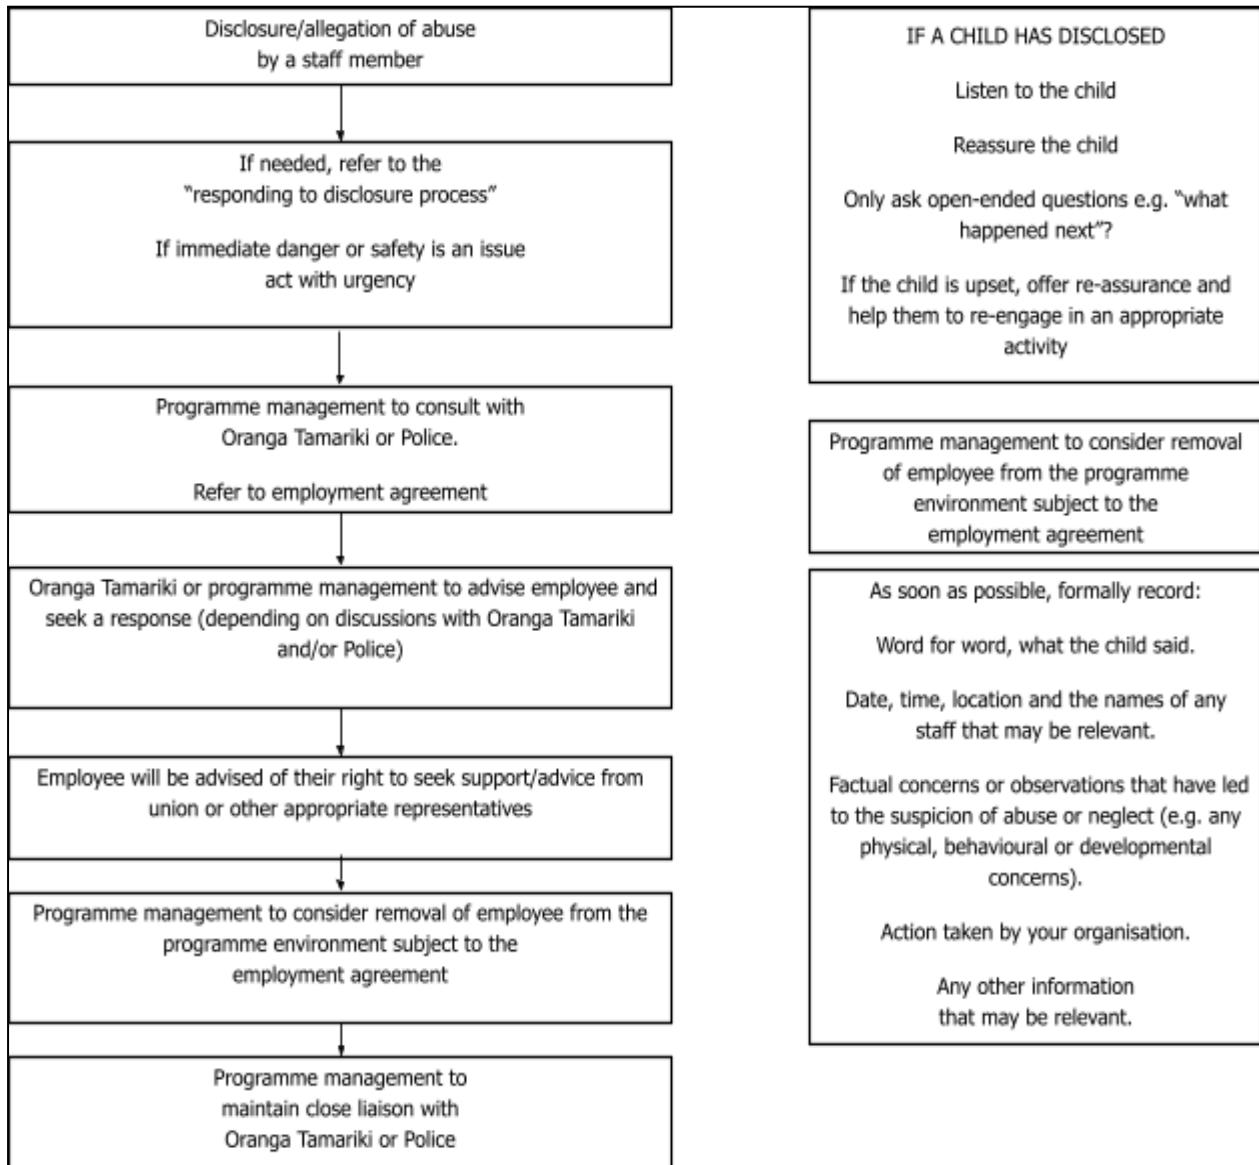 Disclosure/allegation of abuse
by a staff member
If needed, refer to the
“responding to disclosure process”
If immediate danger or safety is an issue
act with urgency
Programme management to consult with
Oranga Tamariki or Police.
Refer to employment agreement
Oranga Tamariki or programme management to advise employee and
seek a response (depending on discussions with Oranga Tamariki
and/or Police)
Employee will be advised of their right to seek support/advice from
union or other appropriate representatives
Programme management to consider removal of employee from the
programme environment subject to the
employment agreement
Programme management to
maintain close liaison with
Oranga Tamariki or Police
IF A CHILD HAS DISCLOSED
Listen to the child
Reassure the child
Only ask open-ended questions e.g. “what
happened next”?
If the child is upset, offer re-assurance and
help them to re-engage in an appropriate
activity
Programme management to consider removal
of employee from the programme
environment subject to the
employment agreement
As soon as possible, formally record:
Word for word, what the child said.
Date, time, location and the names of any
staff that may be relevant.
Factual concerns or observations that have led
to the suspicion of abuse or neglect (e.g. any
physical, behavioural or developmental
concerns).
Action taken by your organisation.
Any other information
that may be relevant.